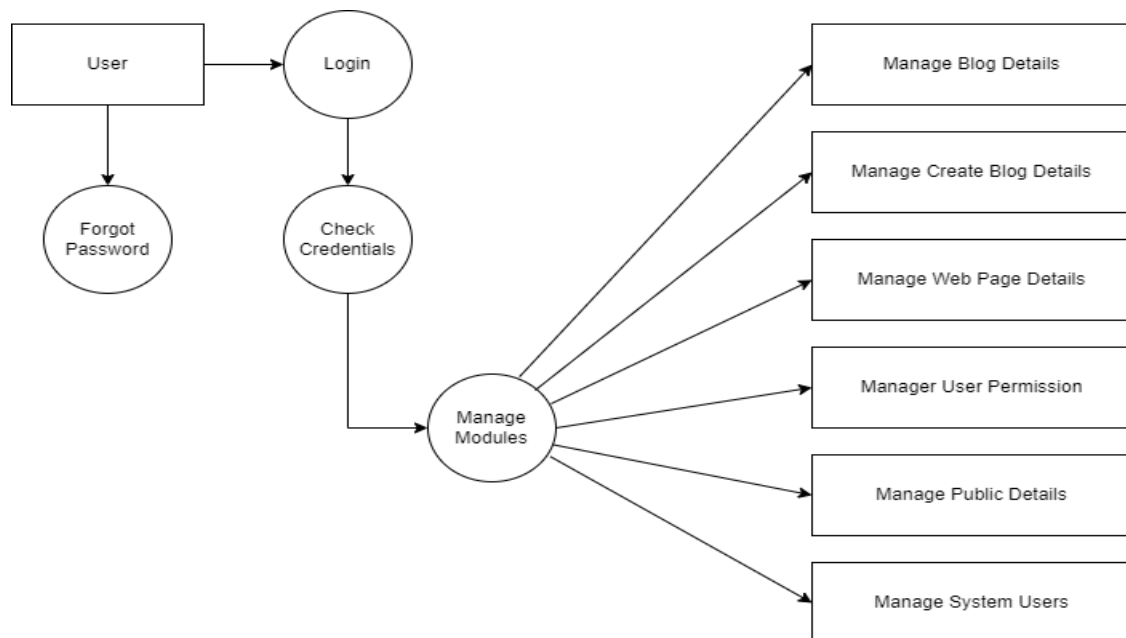 User
Login
Manage Blog Details
Manage Create Blog Details
Forgot
Password
Check
Credentials
Manage Web Page Details
Manager User Permission
Manage
Modules
Manage Public Details
Manage System Users